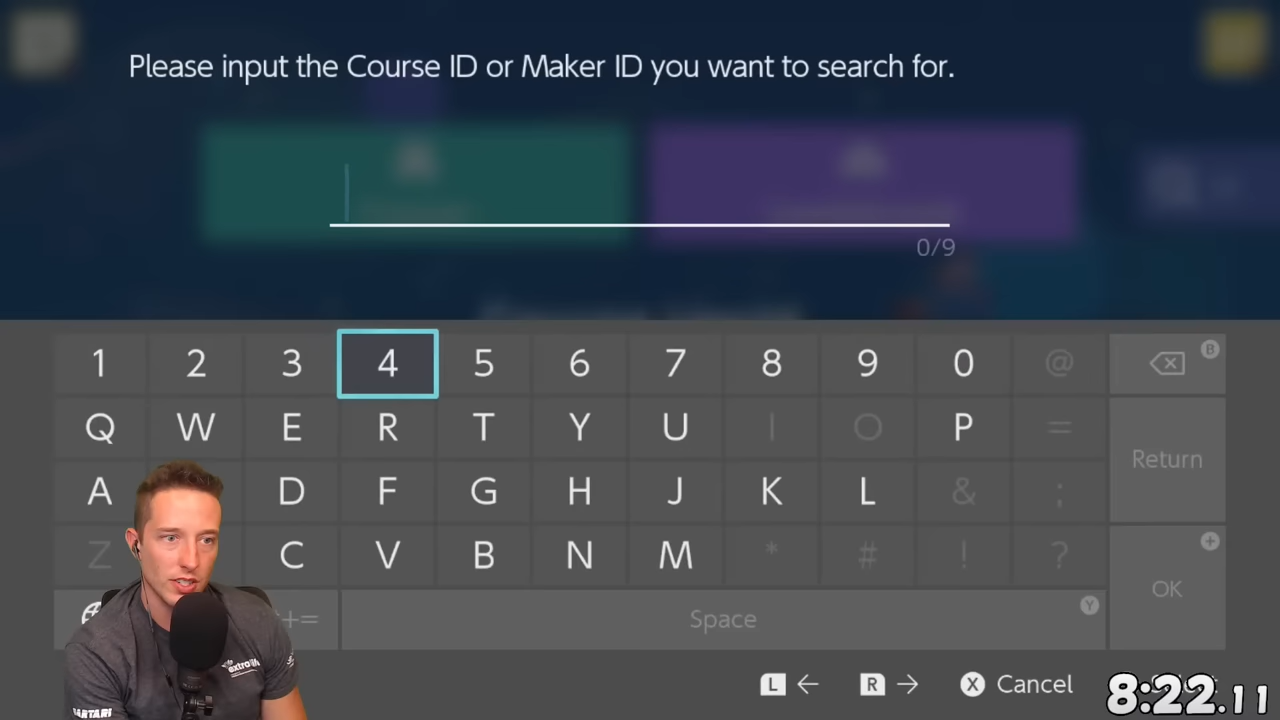 Please input the Course ID or Maker ID you want to search for.
0/9
1 2 3 4 5 6 7 8 9 0 @
Q W E R T Y U I O P =
Return
A D F G H J K L & ;
Z C V B N M * # ! ?
OK
+= Space
L ← R → X Cancel
8:22.11
extralife